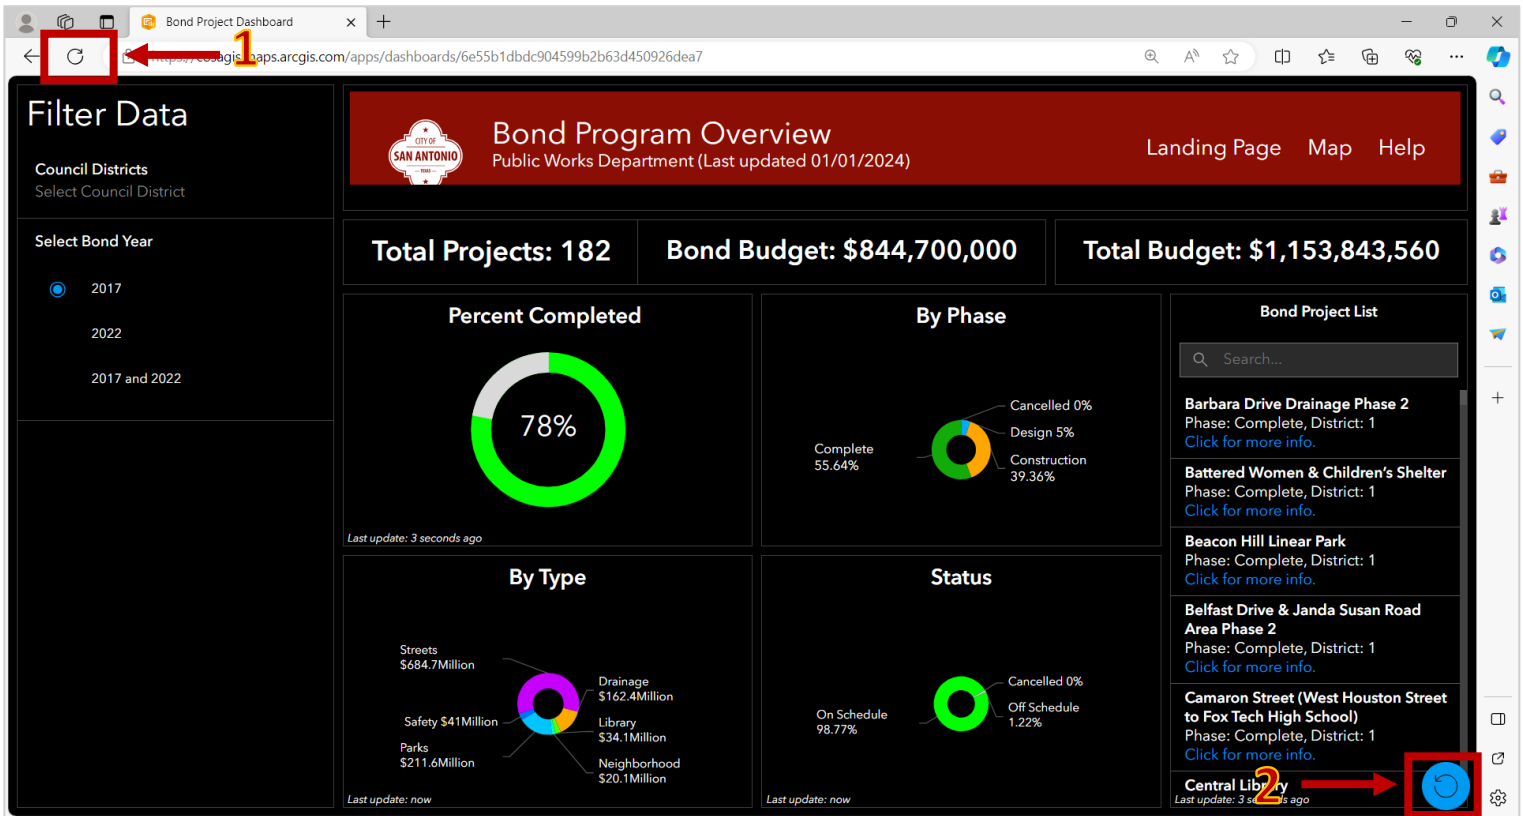 Bond Project Dashboard
1
cosagis.maps.arcgis.com/apps/dashboards/6e55b1dbdc904599b2b63d450926dea7
Filter Data
Council Districts
Select Council District
Select Bond Year
2017
2022
2017 and 2022
CITY OF
SAN ANTONIO
TEXAS
Bond Program Overview
Public Works Department (Last updated 01/01/2024)
Landing Page Map Help
Total Projects: 182
Bond Budget: $844,700,000
Total Budget: $1,153,843,560
Percent Completed
78%
Last update: 3 seconds ago
By Phase
Cancelled 0%
Design 5%
Construction
39.36%
Complete
55.64%
By Type
Streets
$684.7Million
Drainage
$162.4Million
Safety $41Million
Library
$34.1Million
Parks
$211.6Million
Neighborhood
$20.1Million
Last update: now
Status
Cancelled 0%
Off Schedule
1.22%
On Schedule
98.77%
Last update: now
Bond Project List
Search...
Barbara Drive Drainage Phase 2
Phase: Complete, District: 1
Click for more info.
Battered Women & Children's Shelter
Phase: Complete, District: 1
Click for more info.
Beacon Hill Linear Park
Phase: Complete, District: 1
Click for more info.
Belfast Drive & Janda Susan Road
Area Phase 2
Phase: Complete, District: 1
Click for more info.
Camaron Street (West Houston Street
to Fox Tech High School)
Phase: Complete, District: 1
Click for more info.
Central Library
Last update: 3 seconds ago
2